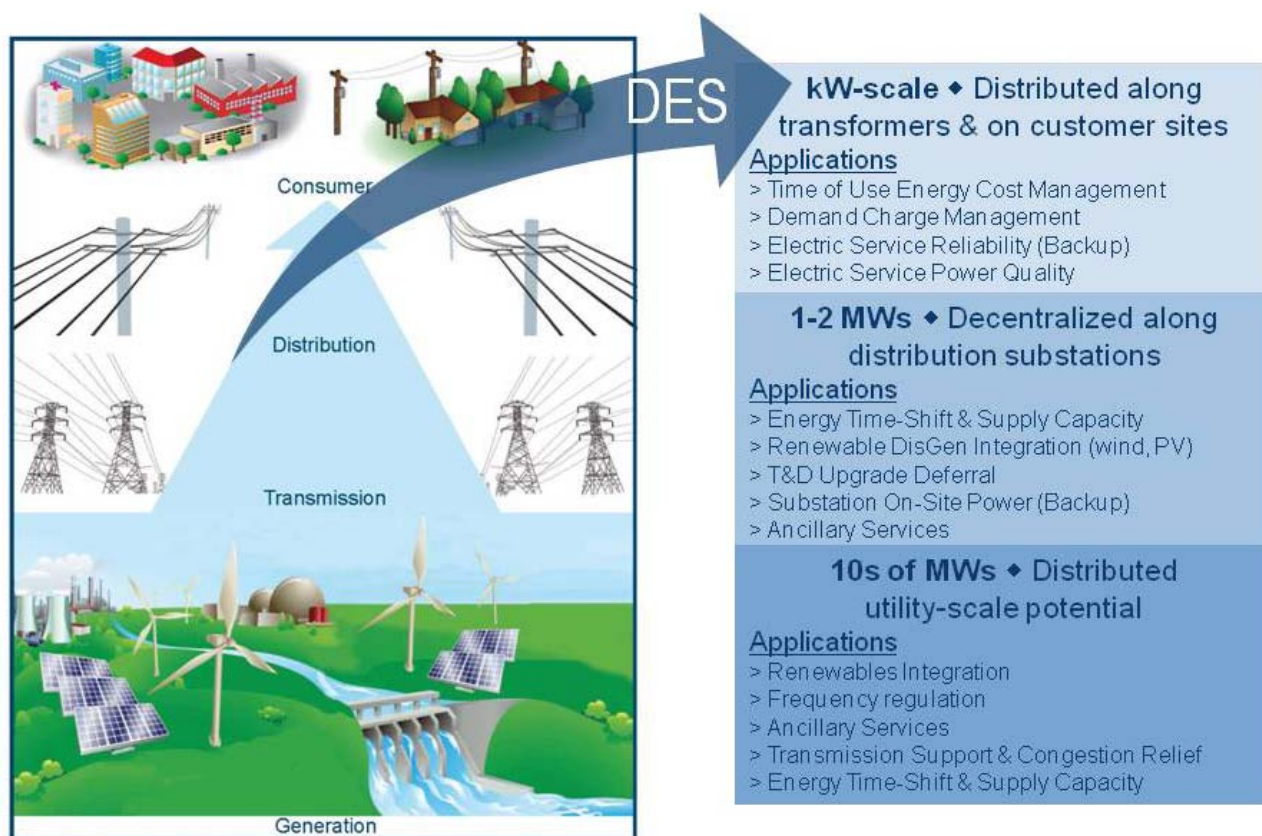 Consumer
Distribution
Transmission
Generation
DES
kW-scale ◆ Distributed along
transformers & on customer sites
Applications
> Time of Use Energy Cost Management
> Demand Charge Management
> Electric Service Reliability (Backup)
> Electric Service Power Quality
1-2 MWs ◆ Decentralized along
distribution substations
Applications
> Energy Time-Shift & Supply Capacity
> Renewable DisGen Integration (wind, PV)
> T&D Upgrade Deferral
> Substation On-Site Power (Backup)
> Ancillary Services
10s of MWs ◆ Distributed
utility-scale potential
Applications
> Renewables Integration
> Frequency regulation
> Ancillary Services
> Transmission Support & Congestion Relief
> Energy Time-Shift & Supply Capacity